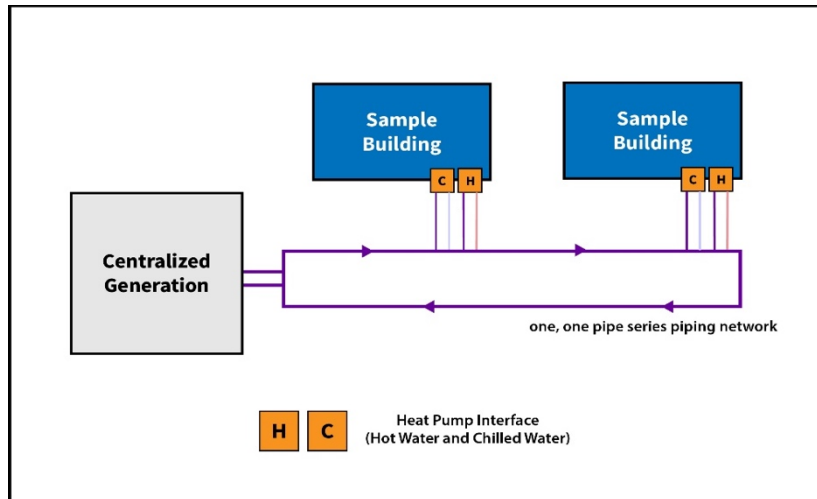 Sample
Building
Sample
Building
C H
C H
Centralized
Generation
one, one pipe series piping network
H C
Heat Pump Interface
(Hot Water and Chilled Water)